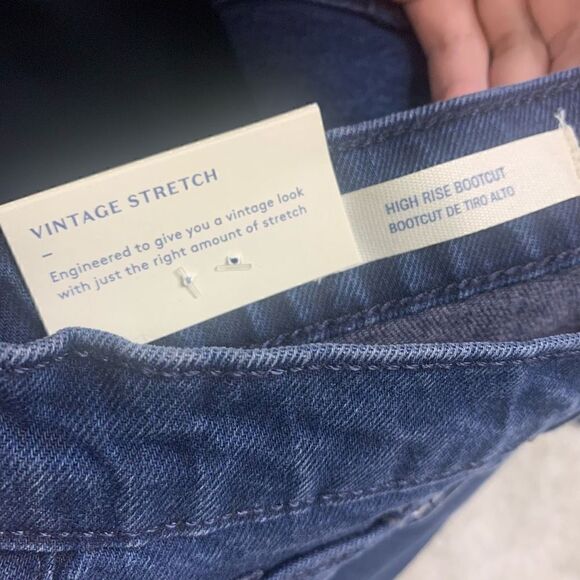 VINTAGE STRETCH
–
Engineered to give you a vintage look
with just the right amount of stretch
HIGH RISE BOOTCUT
BOOTCUT DE TIRO ALTO